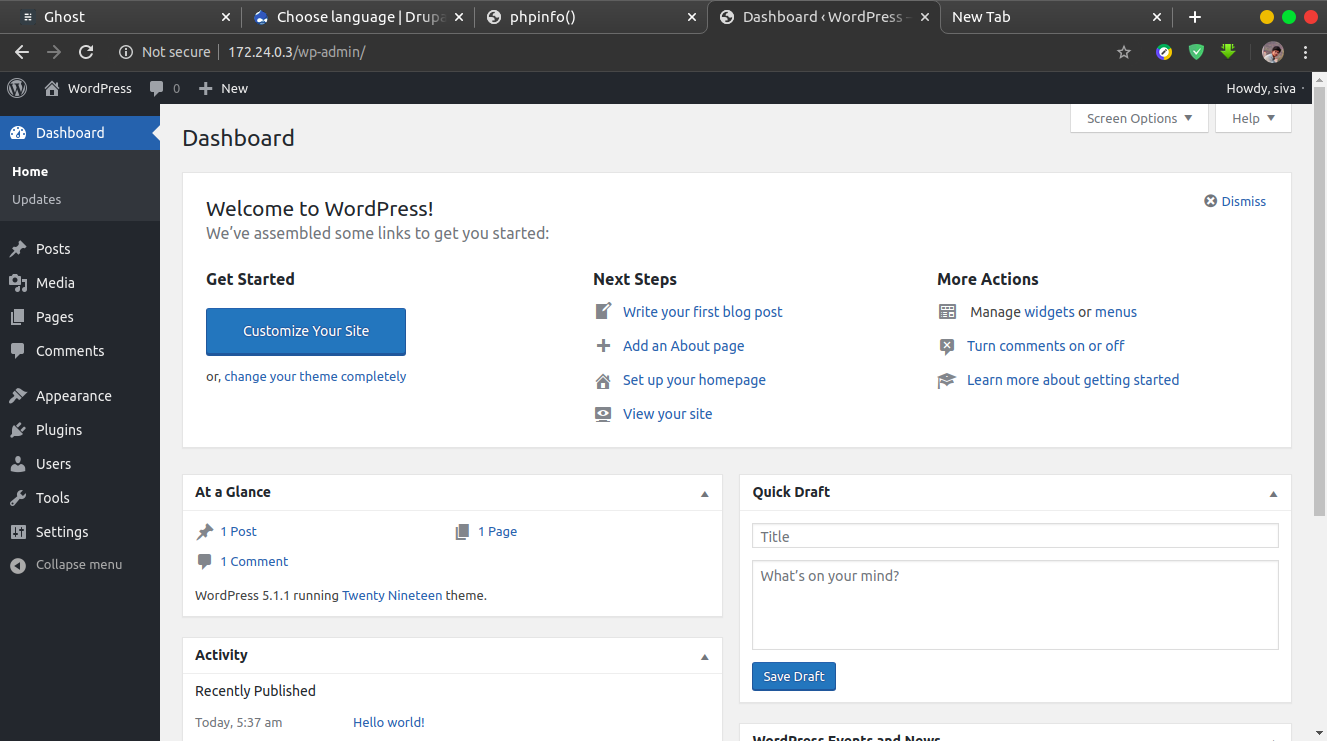 Ghost
Choose language | Drupa
phpinfo()
Dashboard ‹ WordPress –
New Tab
Not secure
172.24.0.3/wp-admin/
WordPress
0
New
Howdy, siva
Dashboard
Home
Updates
Posts
Media
Pages
Comments
Appearance
Plugins
Users
Tools
Settings
Collapse menu
Screen Options
Help
Dashboard
Welcome to WordPress!
Dismiss
We’ve assembled some links to get you started:
Get Started
Customize Your Site
or, change your theme completely
Next Steps
Write your first blog post
Add an About page
Set up your homepage
View your site
More Actions
Manage widgets or menus
Turn comments on or off
Learn more about getting started
At a Glance
1 Post
1 Page
1 Comment
WordPress 5.1.1 running Twenty Nineteen theme.
Activity
Recently Published
Today, 5:37 am
Hello world!
Quick Draft
Title
What’s on your mind?
Save Draft
WordPress Events and News